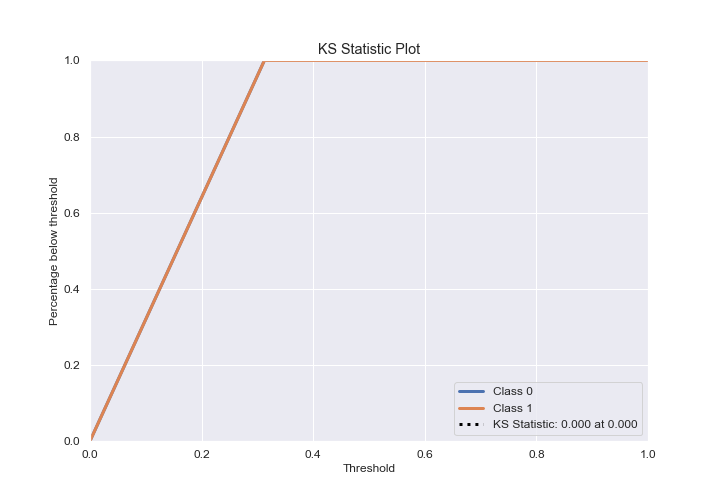 KS Statistic Plot
1.0
0.8
0.6
0.4
0.2
0.0
Percentage below threshold
0.0 0.2 0.4 0.6 0.8 1.0
Threshold
Class 0
Class 1
KS Statistic: 0.000 at 0.000